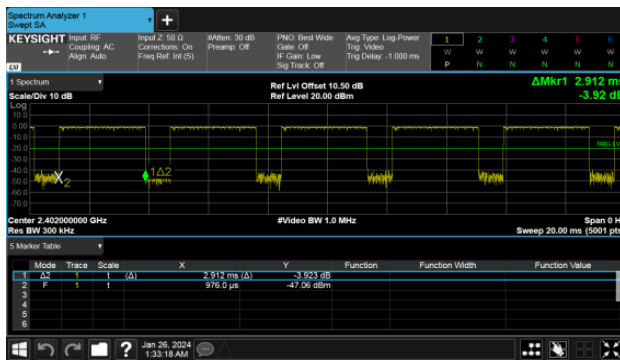 Spectrum Analyzer 1
Swept SA
KEYSIGHT Input: RF Input Z: 50 Ω #Atten: 30 dB PNO: Best Wide Avg Type: Log-Power 1 2 3 4 5 6
Coupling: AC Corrections: On Preamp: Off Gate: Off Trig: Video W W W W W W
Align: Auto Freq Ref: Int (S) IF Gain: Low Trig Delay: -1.000 ms P N N N N N
LXI Sig Track: Off
1 Spectrum Ref Lvl Offset 10.50 dB ΔMkr1 2.912 ms
Scale/Div 10 dB Ref Level 20.00 dBm -3.92 dB
Log
10.0
0.00
-10.0
-20.0 TRIG LV
-30.0
-40.0 1Δ2
-50.0 X2
-60.0
-70.0
Center 2.402000000 GHz #Video BW 1.0 MHz Span 0 H
Res BW 300 kHz Sweep 20.00 ms (5001 pts
5 Marker Table
Mode Trace Scale X Y Function Function Width Function Value
1 Δ2 1 t (Δ) 2.912 ms (Δ) -3.923 dB
2 F 1 t 976.0 µs -47.06 dBm
3
4
5
6
? Jan 26, 2024
1:33:18 AM